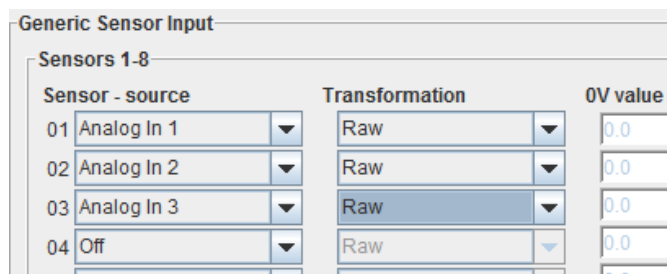 Generic Sensor Input
Sensors 1-8
Sensor - source Transformation 0V value
01 Analog In 1 Raw 0.0
02 Analog In 2 Raw 0.0
03 Analog In 3 Raw 0.0
04 Off Raw 0.0